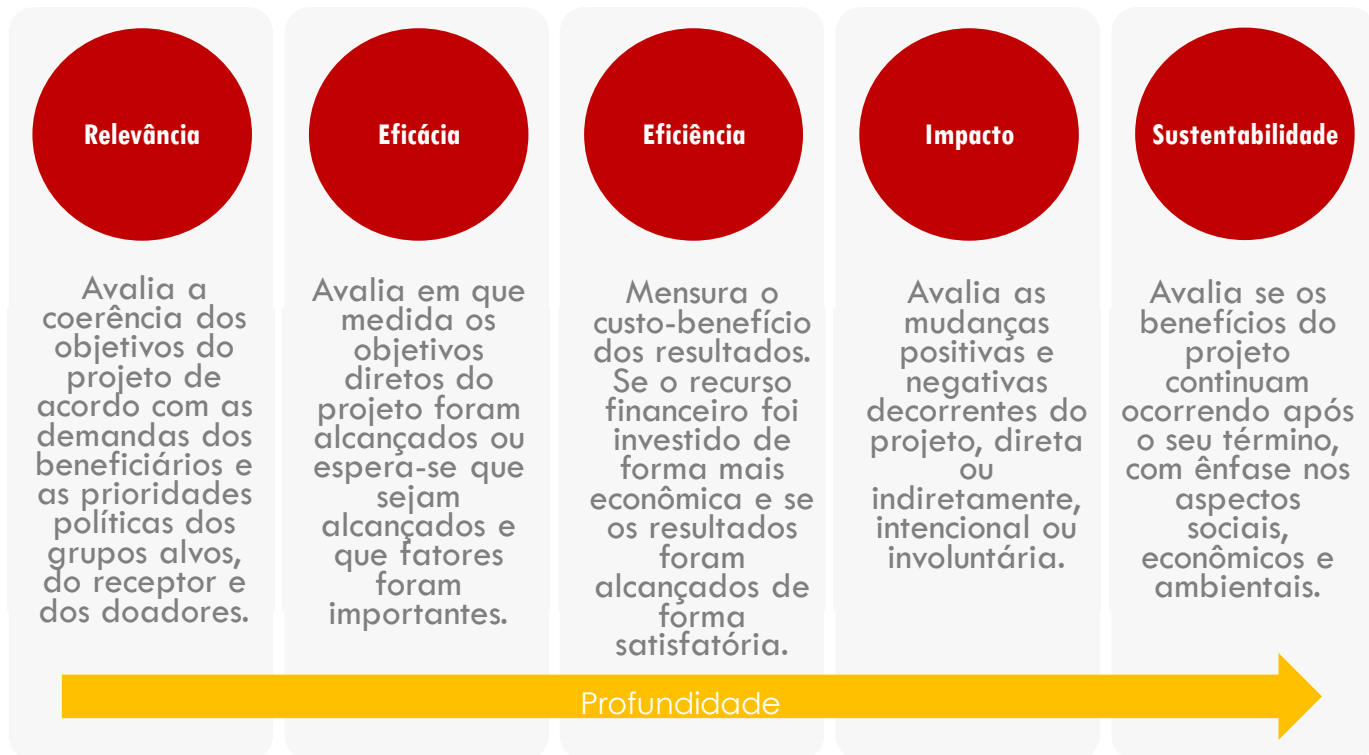 Relevância
Avalia a
coerência dos
objetivos do
projeto de
acordo com as
demandas dos
beneficiários e
as prioridades
políticas dos
grupos alvos,
do receptor e
dos doadores.
Eficácia
Avalia em que
medida os
objetivos
diretos do
projeto foram
alcançados ou
espera-se que
sejam
alcançados e
que fatores
foram
importantes.
Eficiência
Mensura o
custo-benefício
dos resultados.
Se o recurso
financeiro foi
investido de
forma mais
econômica e se
os resultados
foram
alcançados de
forma
satisfatória.
Impacto
Avalia as
mudanças
positivas e
negativas
decorrentes do
projeto, direta
ou
indiretamente,
intencional ou
involuntária.
Sustentabilidade
Avalia se os
benefícios do
projeto
continuam
ocorrendo após
o seu término,
com ênfase nos
aspectos
sociais,
econômicos e
ambientais.
Profundidade